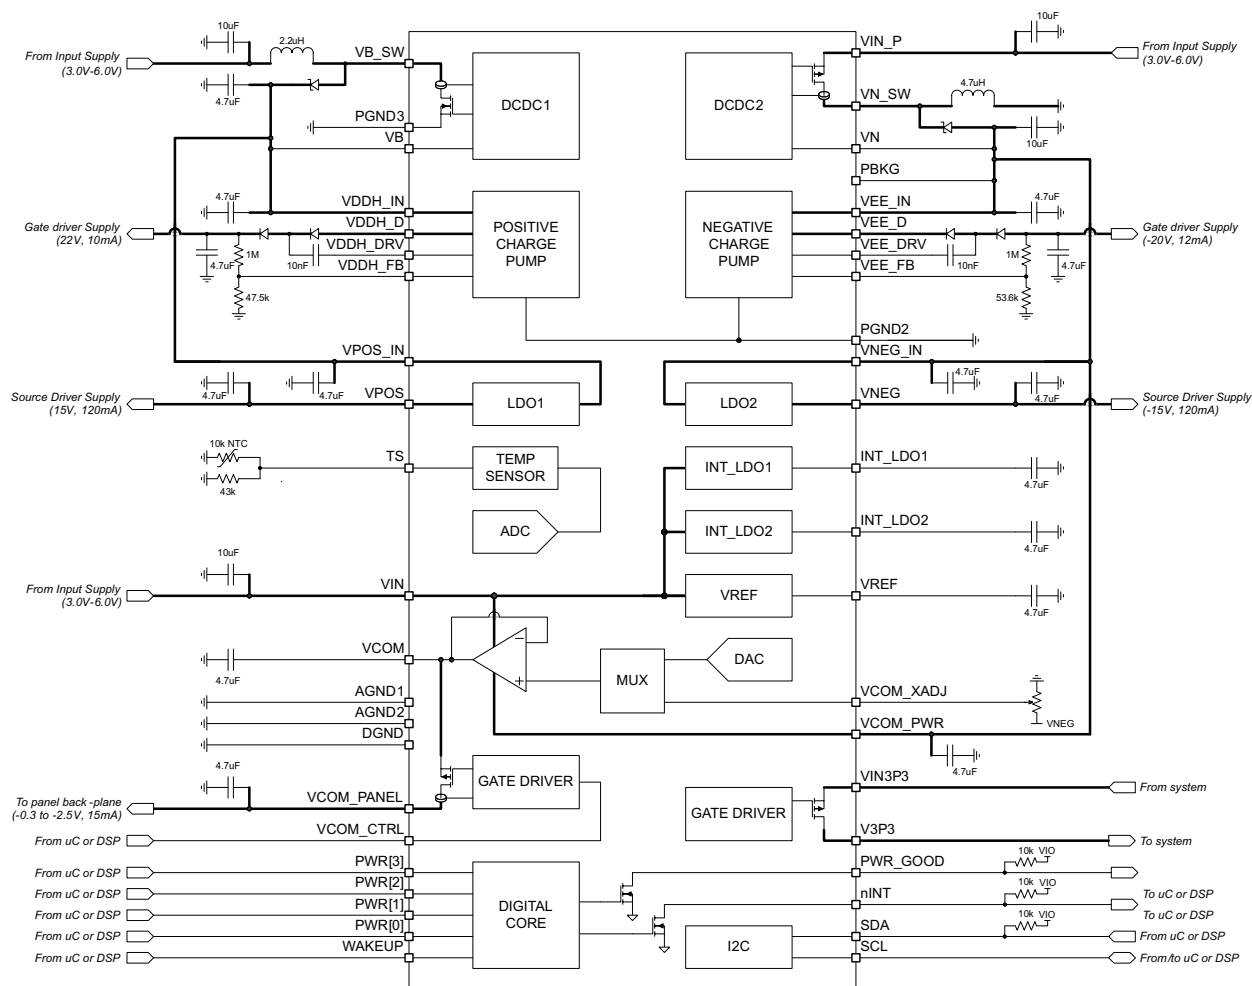 10uF
2.2uH
VB_SW
From Input Supply
(3.0V-6.0V)
4.7uF
PGND3
VB
DCDC1
DCDC2
VIN_P
10uF
From Input Supply
(3.0V-6.0V)
4.7uH
VN_SW
VN
10uF
PBKG
4.7uF
VDDH_IN
VDDH_D
Gate driver Supply
(22V, 10mA)
VDDH_DRV
4.7uF
1M
10nF
VDDH_FB
47.5k
POSITIVE
CHARGE
PUMP
NEGATIVE
CHARGE
PUMP
VEE_IN
4.7uF
VEE_D
Gate driver Supply
(-20V, 12mA)
VEE_DRV
10nF
1M
4.7uF
VEE_FB
53.6k
PGND2
VPOS_IN
VNEG_IN
4.7uF
4.7uF
VPOS
Source Driver Supply
(15V, 120mA)
LDO1
LDO2
VNEG
4.7uF
4.7uF
Source Driver Supply
(-15V, 120mA)
10k NTC
43k
TS
TEMP
SENSOR
ADC
INT_LDO1
INT_LDO1
4.7uF
INT_LDO2
INT_LDO2
4.7uF
10uF
From Input Supply
(3.0V-6.0V)
VIN
VREF
VREF
4.7uF
VCOM
4.7uF
−
+
MUX
DAC
AGND1
AGND2
DGND
VCOM_XADJ
VNEG
VCOM_PWR
4.7uF
4.7uF
To panel back -plane
(-0.3 to -2.5V, 15mA)
VCOM_PANEL
GATE DRIVER
VCOM_CTRL
From uC or DSP
GATE DRIVER
VIN3P3
From system
V3P3
To system
PWR[3]
From uC or DSP
PWR[2]
From uC or DSP
PWR[1]
From uC or DSP
PWR[0]
From uC or DSP
WAKEUP
From uC or DSP
DIGITAL
CORE
I2C
PWR_GOOD
10k VIO
nINT
10k VIO
To uC or DSP
To uC or DSP
SDA
10k VIO
From uC or DSP
SCL
From/to uC or DSP